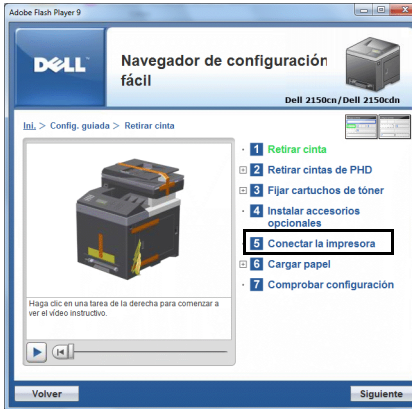 Adobe Flash Player 9
DELL
Navegador de configuración
fácil
Dell 2150cn/Dell 2150cdn
Ini. > Config. guiada > Retirar cinta
1 Retirar cinta
2 Retirar cintas de PHD
3 Fijar cartuchos de tóner
4 Instalar accesorios
opcionales
5 Conectar la impresora
6 Cargar papel
7 Comprobar configuración
Haga clic en una tarea de la derecha para comenzar a
ver el vídeo instructivo.
Volver
Siguiente